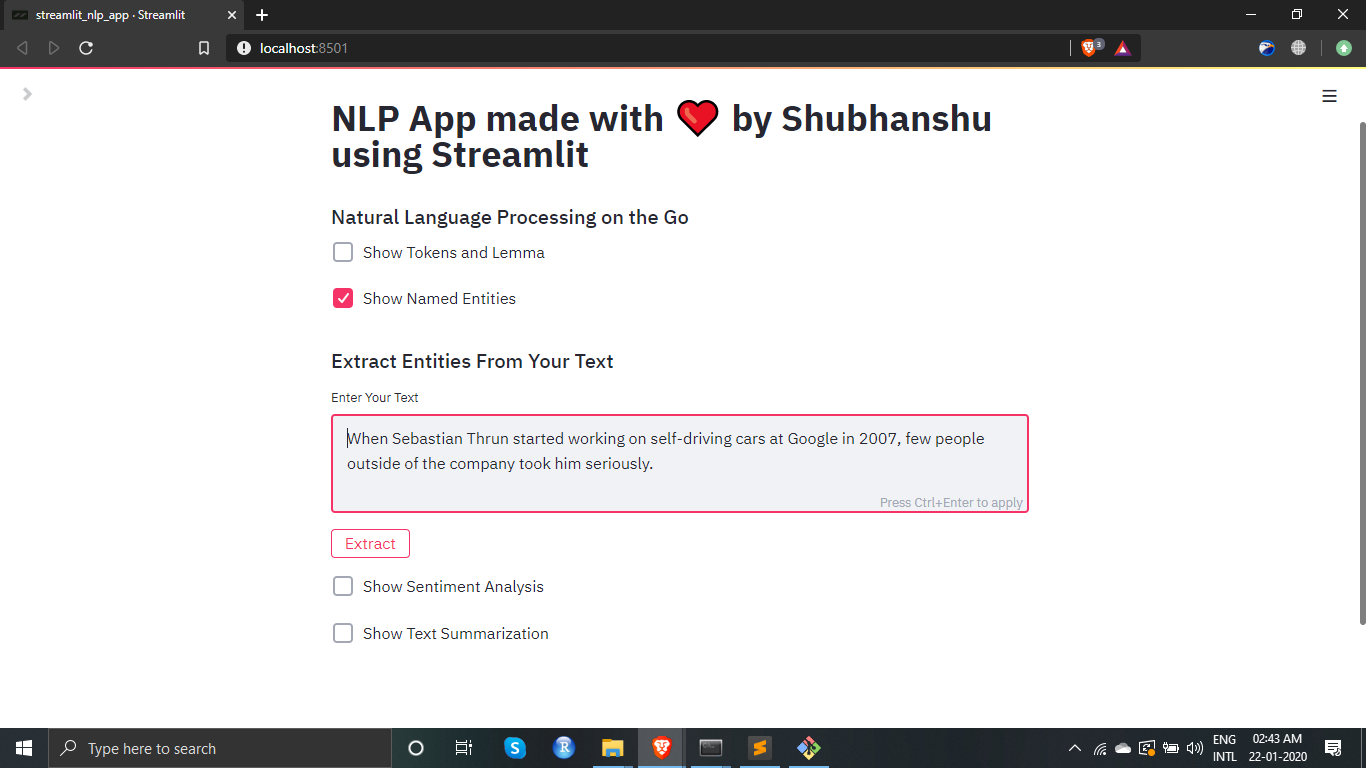 streamlit_nlp_app · Streamlit
localhost:8501
3
NLP App made with ❤ by Shubhanshu
using Streamlit
Natural Language Processing on the Go
Show Tokens and Lemma
Show Named Entities
Extract Entities From Your Text
Enter Your Text
When Sebastian Thrun started working on self-driving cars at Google in 2007, few people
outside of the company took him seriously.
Press Ctrl+Enter to apply
Extract
Show Sentiment Analysis
Show Text Summarization
Type here to search
S
R
ENG
INTL
02:43 AM
22-01-2020